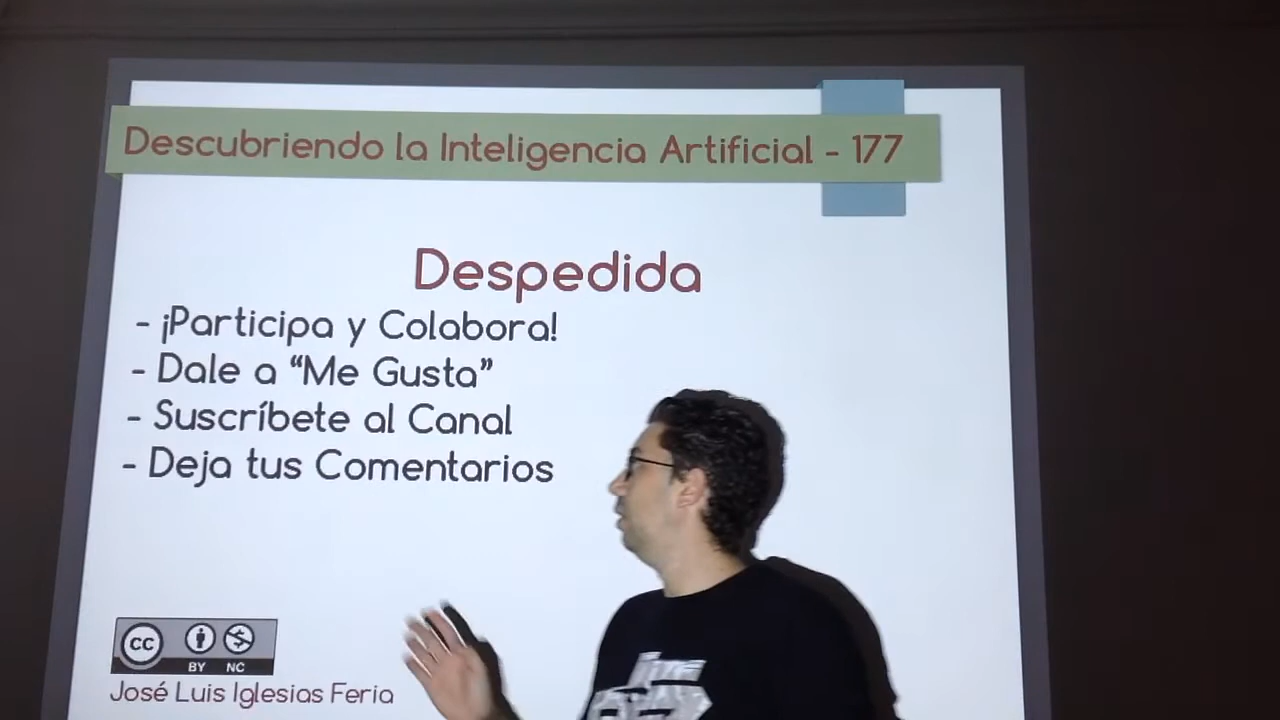 Descubriendo la Inteligencia Artificial - 177
Despedida
- ¡Participa y Colabora!
- Dale a “Me Gusta”
- Suscríbete al Canal
- Deja tus Comentarios
cc
BY NC
José Luis Iglesias Feria